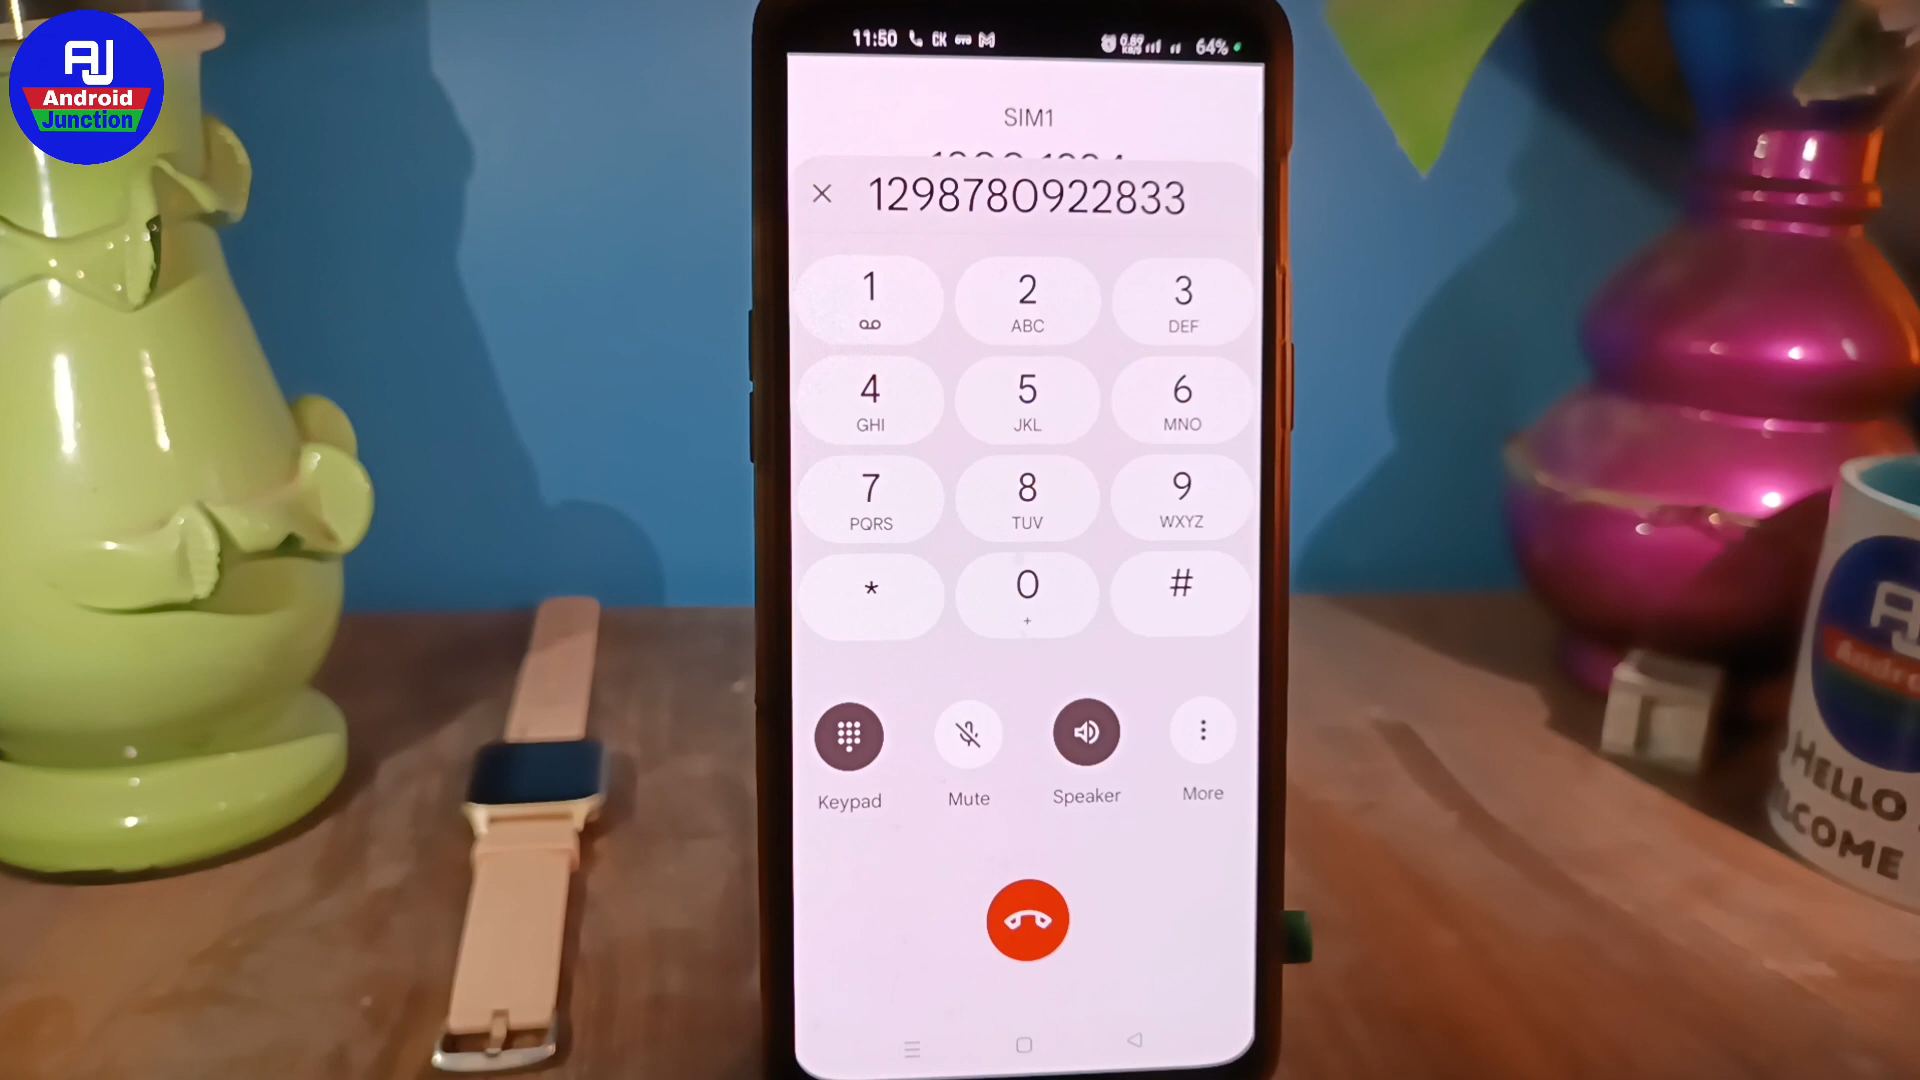 AJ
Android
Junction
11:50
64%
SIM1
1298780922833
1
2
ABC
3
DEF
4
GHI
5
JKL
6
MNO
7
PQRS
8
TUV
9
WXYZ
*
0
+
#
Keypad
Mute
Speaker
More
AJ
HELLO